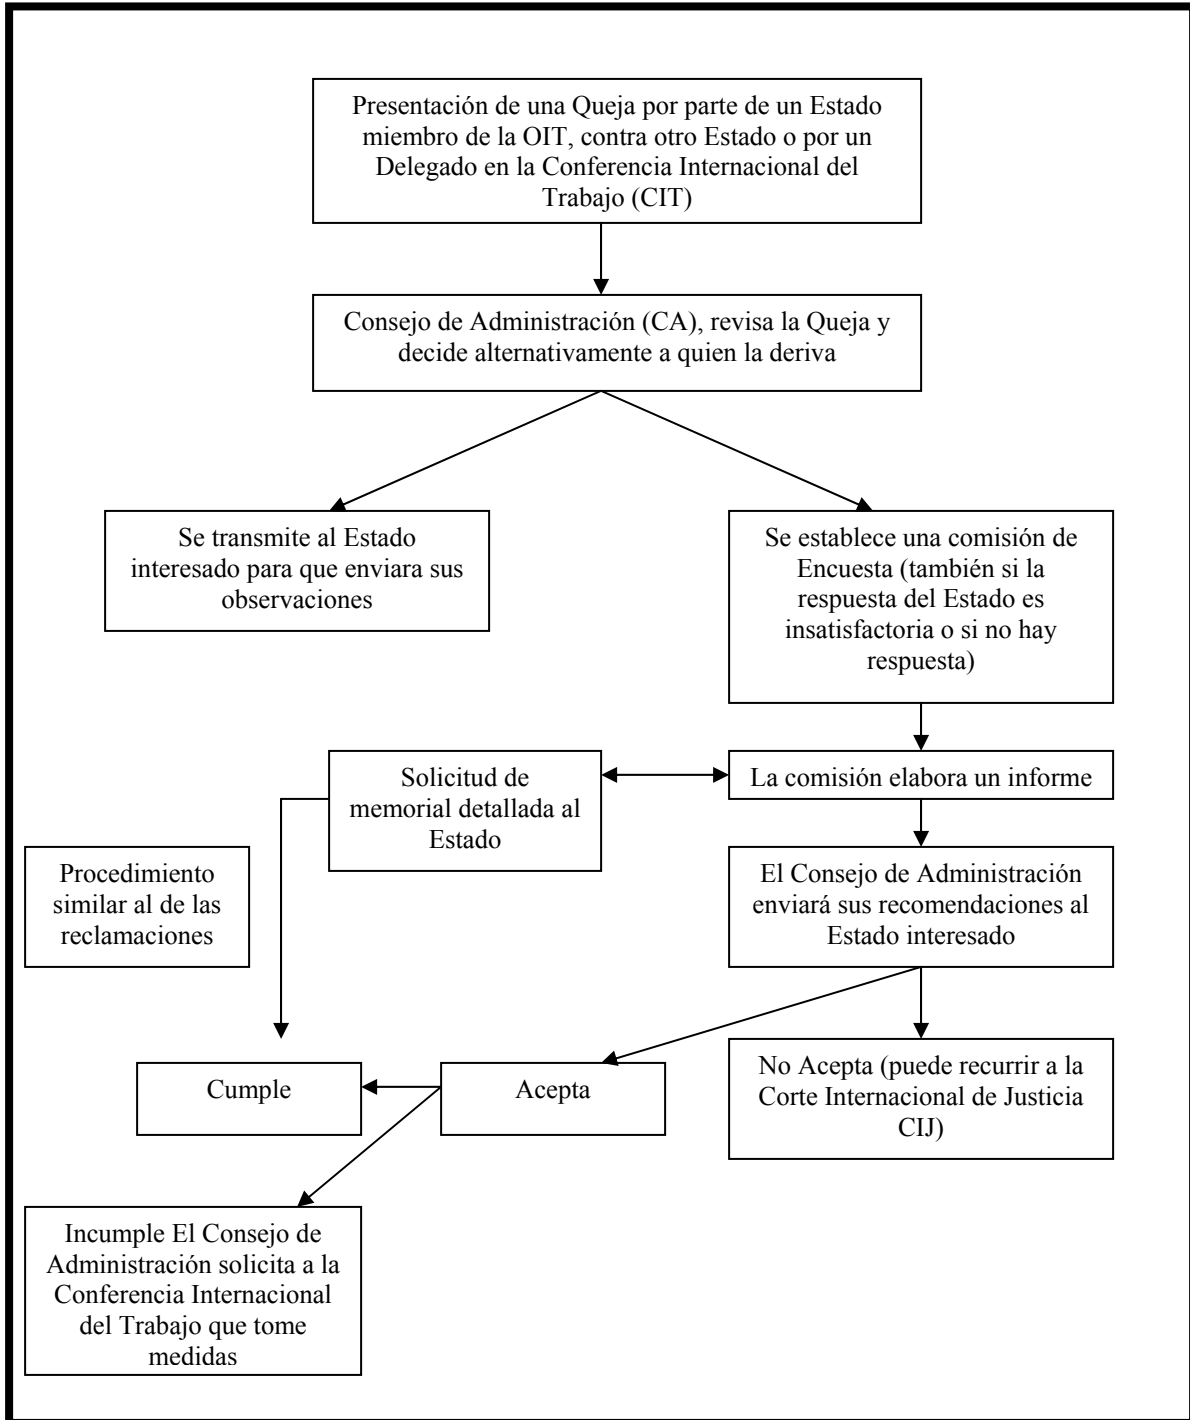 Presentación de una Queja por parte de un Estado
miembro de la OIT, contra otro Estado o por un
Delegado en la Conferencia Internacional del
Trabajo (CIT)
Consejo de Administración (CA), revisa la Queja y
decide alternativamente a quien la deriva
Se transmite al Estado
interesado para que enviara sus
observaciones
Se establece una comisión de
Encuesta (también si la
respuesta del Estado es
insatisfactoria o si no hay
respuesta)
Solicitud de
memorial detallada al
Estado
La comisión elabora un informe
Procedimiento
similar al de las
reclamaciones
El Consejo de Administración
enviará sus recomendaciones al
Estado interesado
Cumple
Acepta
No Acepta (puede recurrir a la
Corte Internacional de Justicia
CIJ)
Incumple El Consejo de
Administración solicita a la
Conferencia Internacional
del Trabajo que tome
medidas